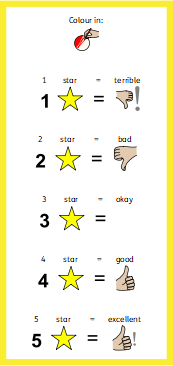 Colour in:
1 star = terrible
1 = !
2 star = bad
2 =
3 star = okay
3 =
4 star = good
4 =
5 star = excellent
5 = !